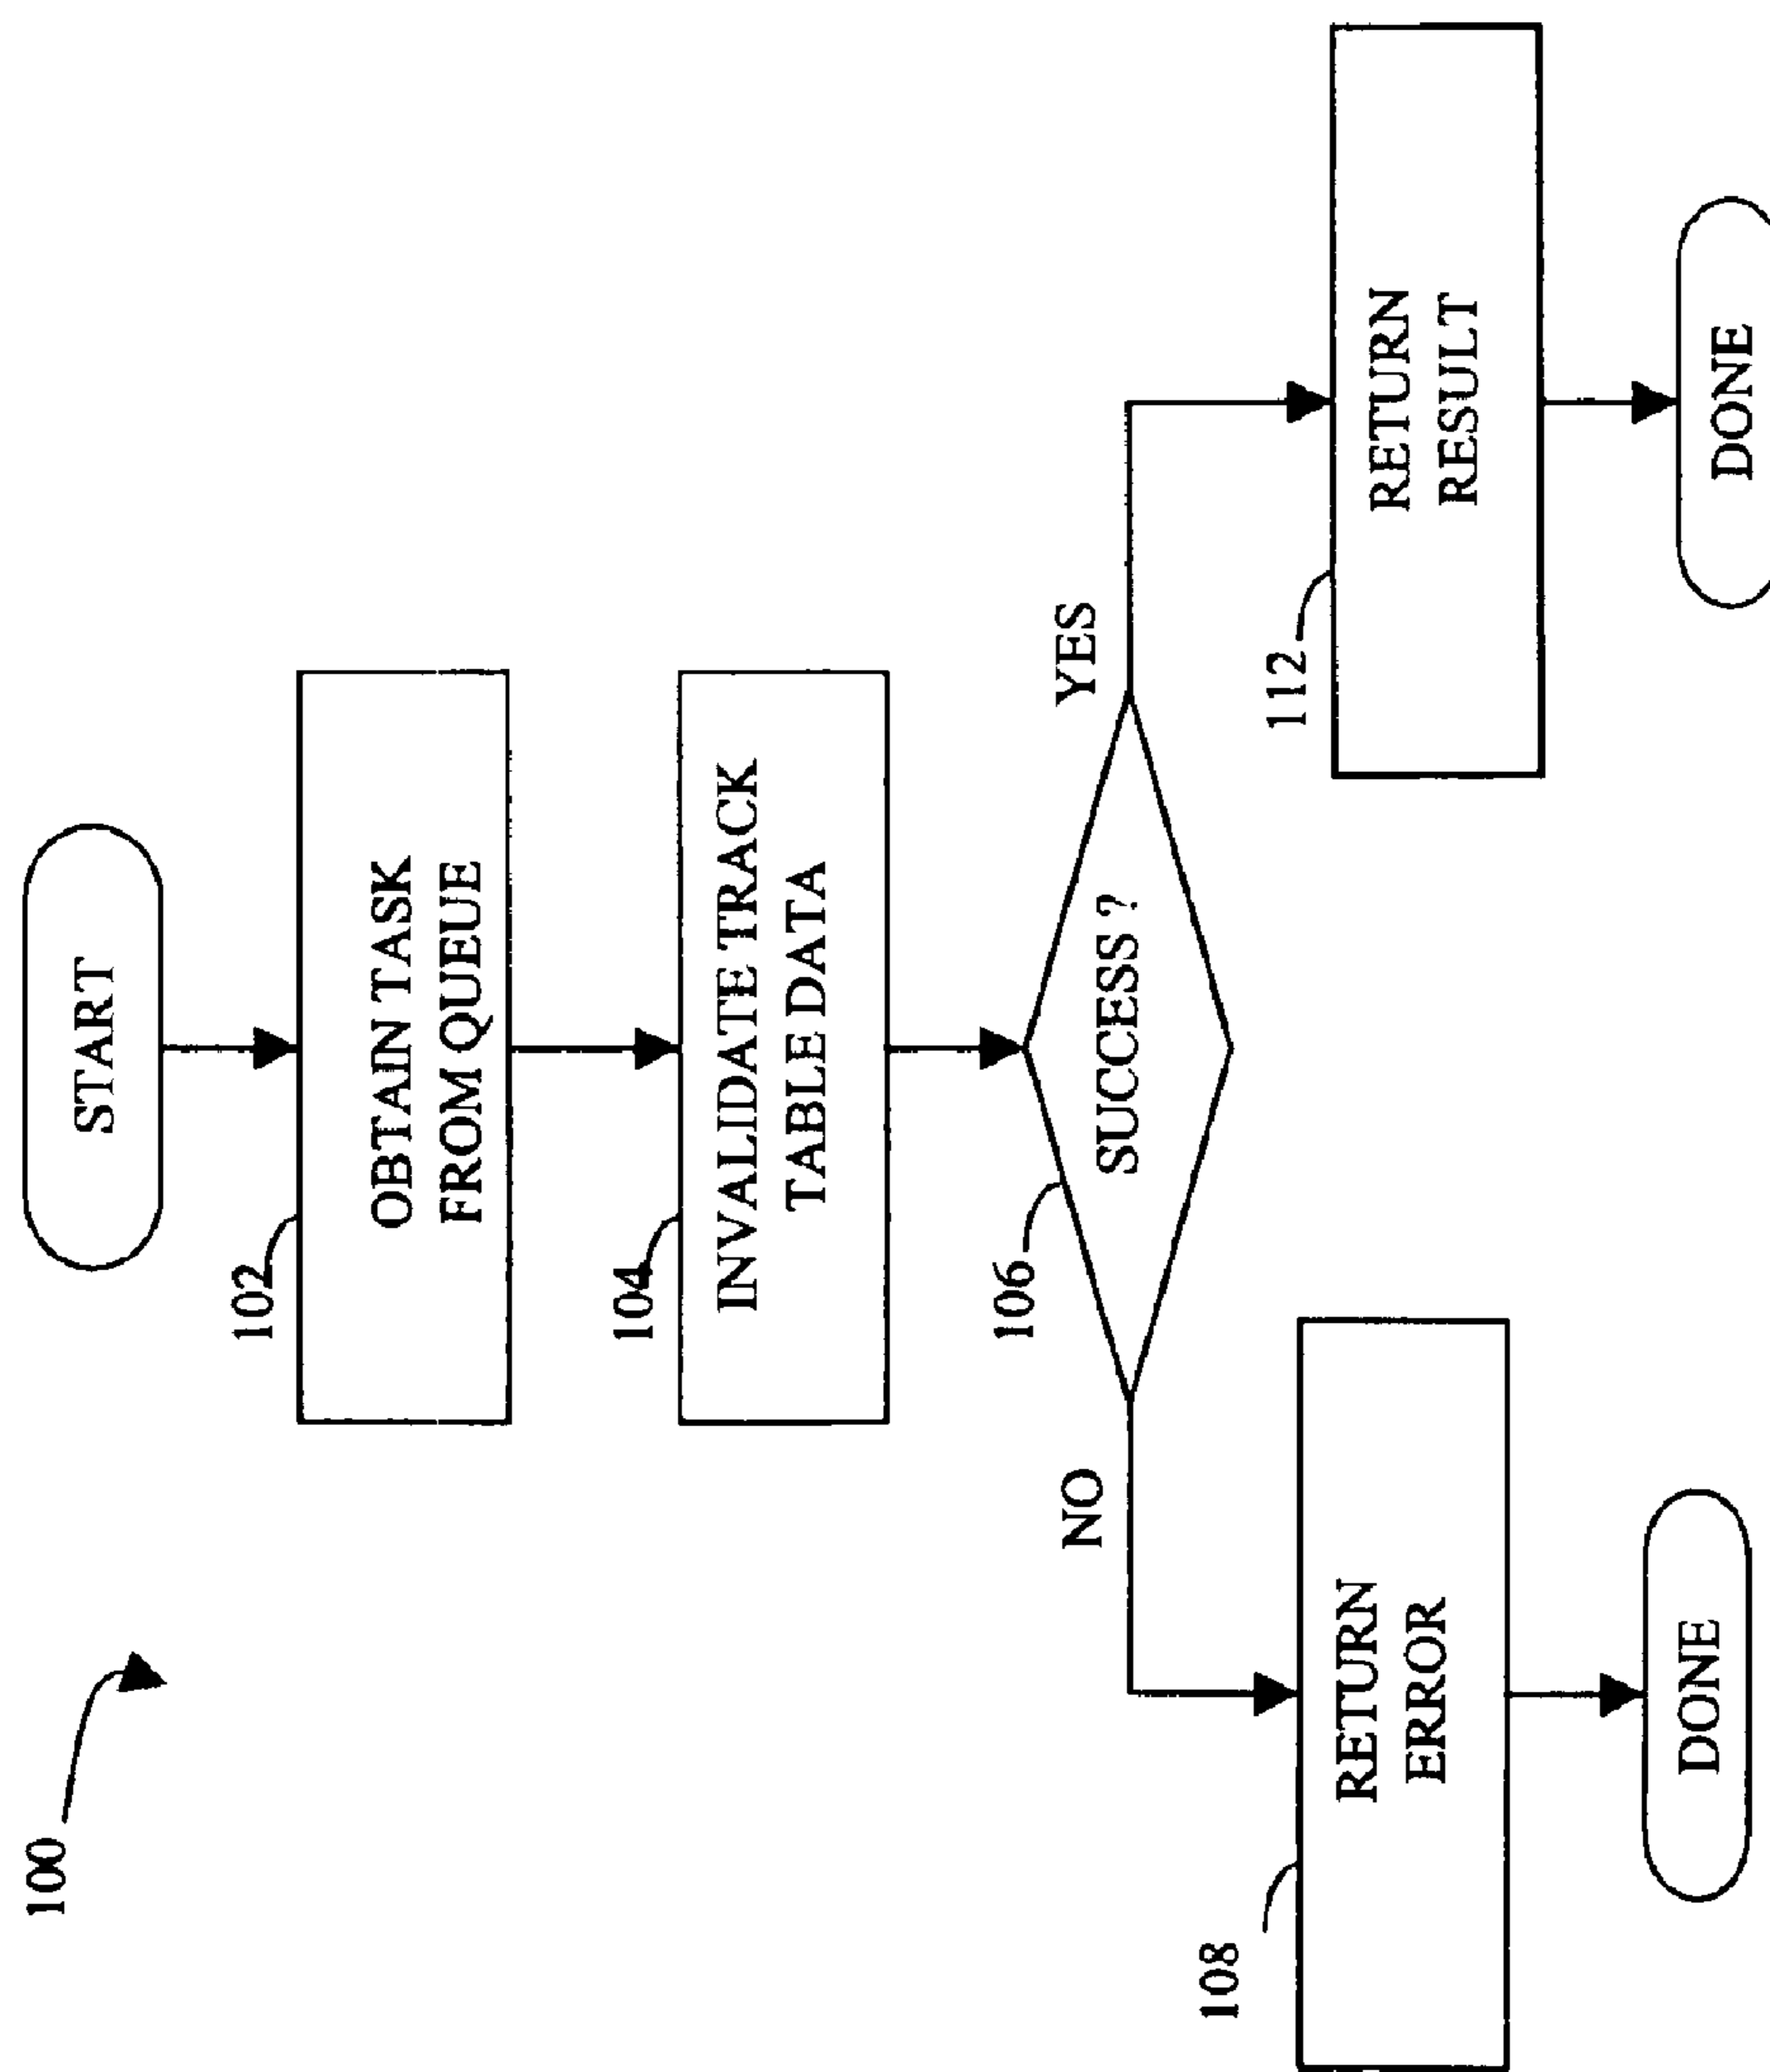 100
START
102
OBTAIN TASK
FROM QUEUE
104
INVALIDATE TRACK
TABLE DATA
106
SUCCESS ?
NO
YES
108
RETURN
ERROR
112
RETURN
RESULT
DONE
DONE